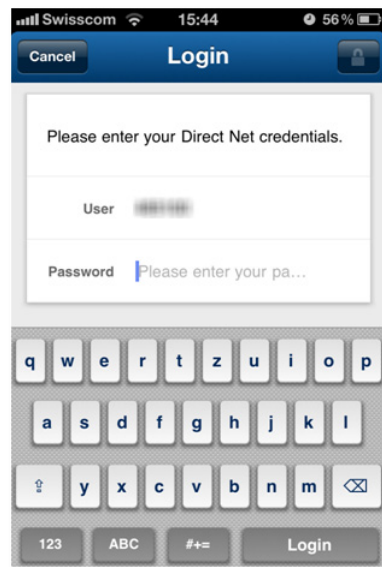 Swisscom 15:44 56%
Cancel Login
Please enter your Direct Net credentials.
User
Password Please enter your pa...
q w e r t z u i o p
a s d f g h j k l
y x c v b n m
123 ABC #+= Login